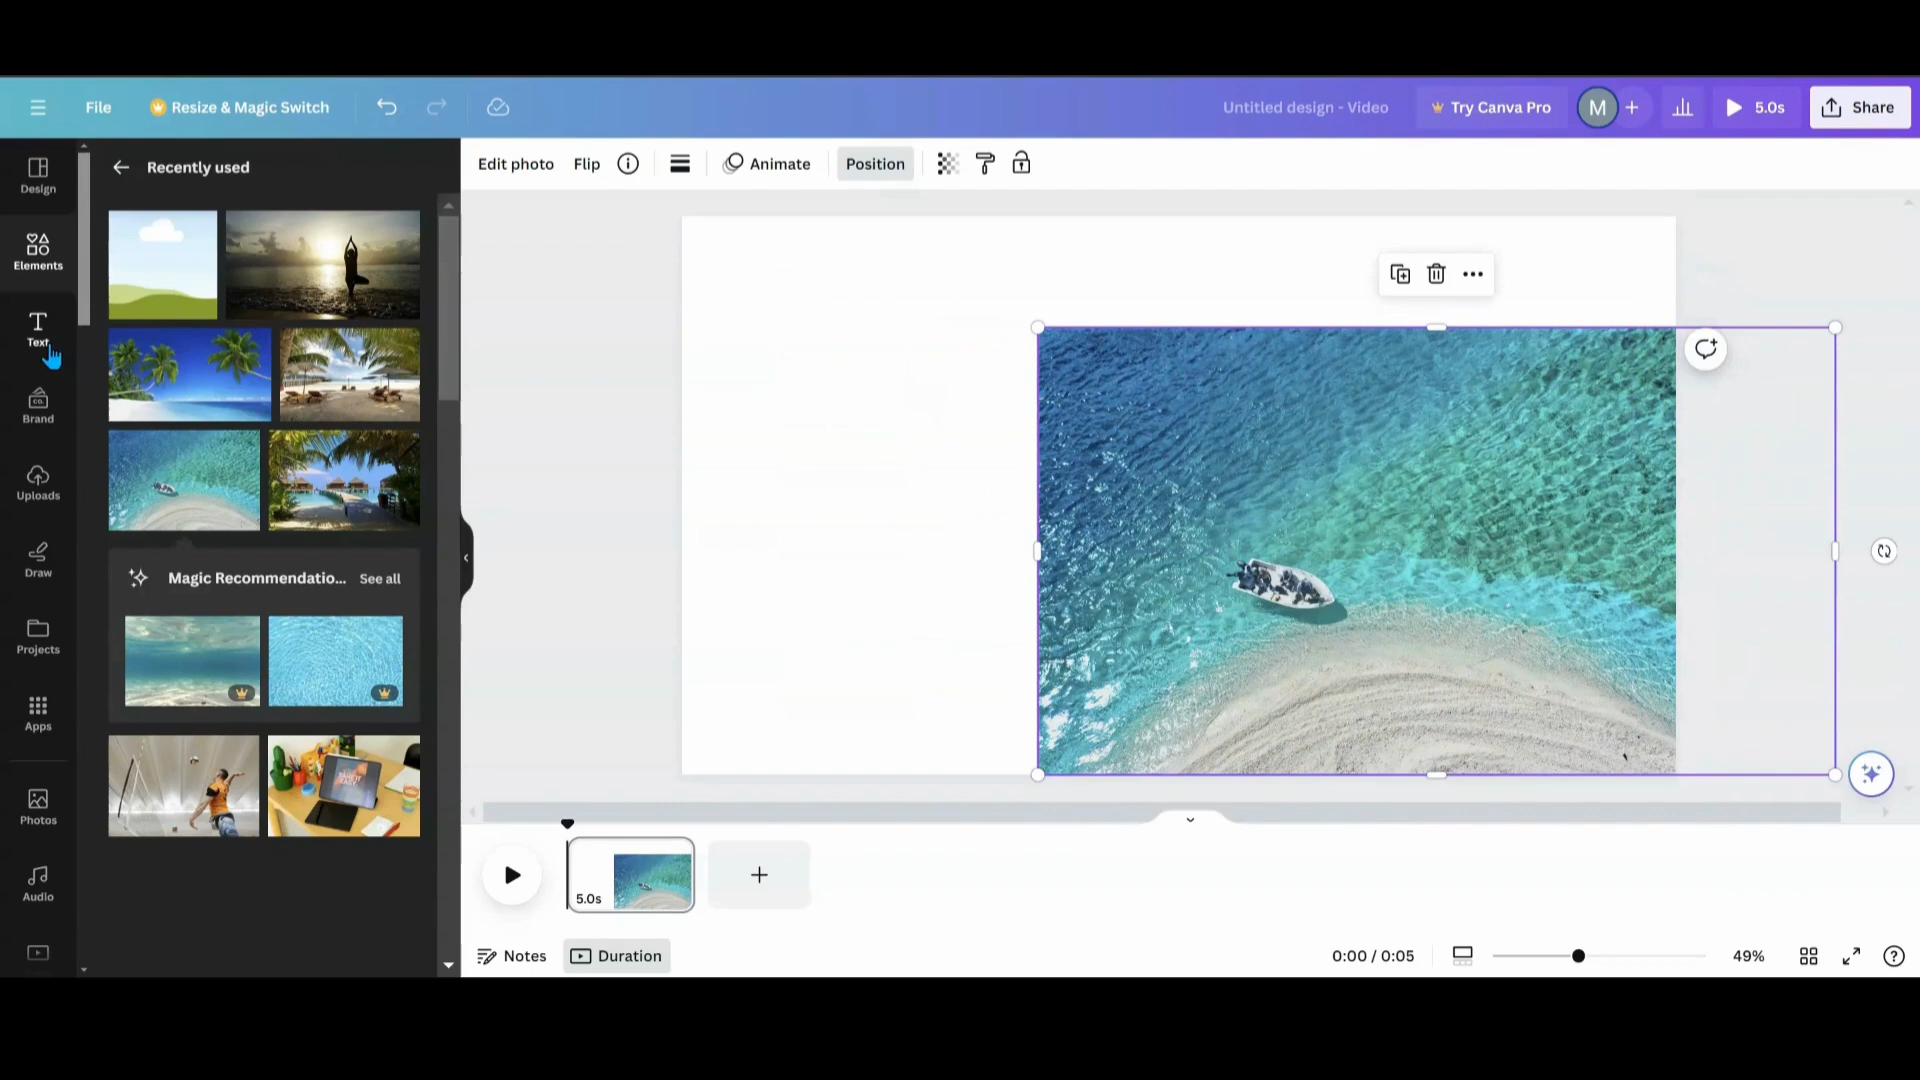 File
Resize & Magic Switch
Untitled design - Video
Try Canva Pro
M
5.0s
Share
Design
Elements
Text
Brand
Uploads
Draw
Projects
Apps
Photos
Audio
Recently used
Magic Recommendatio...
See all
Edit photo
Flip
Animate
Position
5.0s
Notes
Duration
0:00 / 0:05
49%